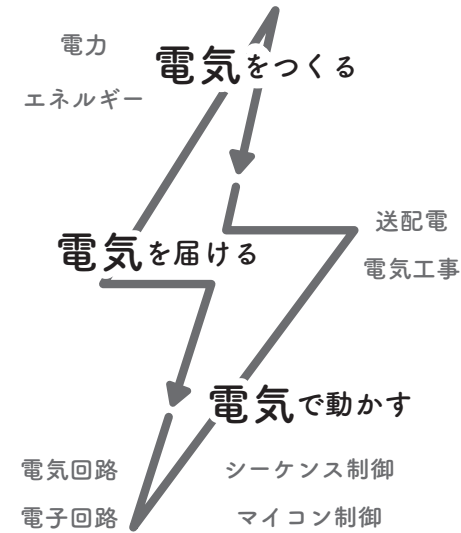 電力
電気をつくる
エネルギー
送配電
電気を届ける
電気工事
電気で動かす
電気回路
シーケンス制御
電子回路
マイコン制御